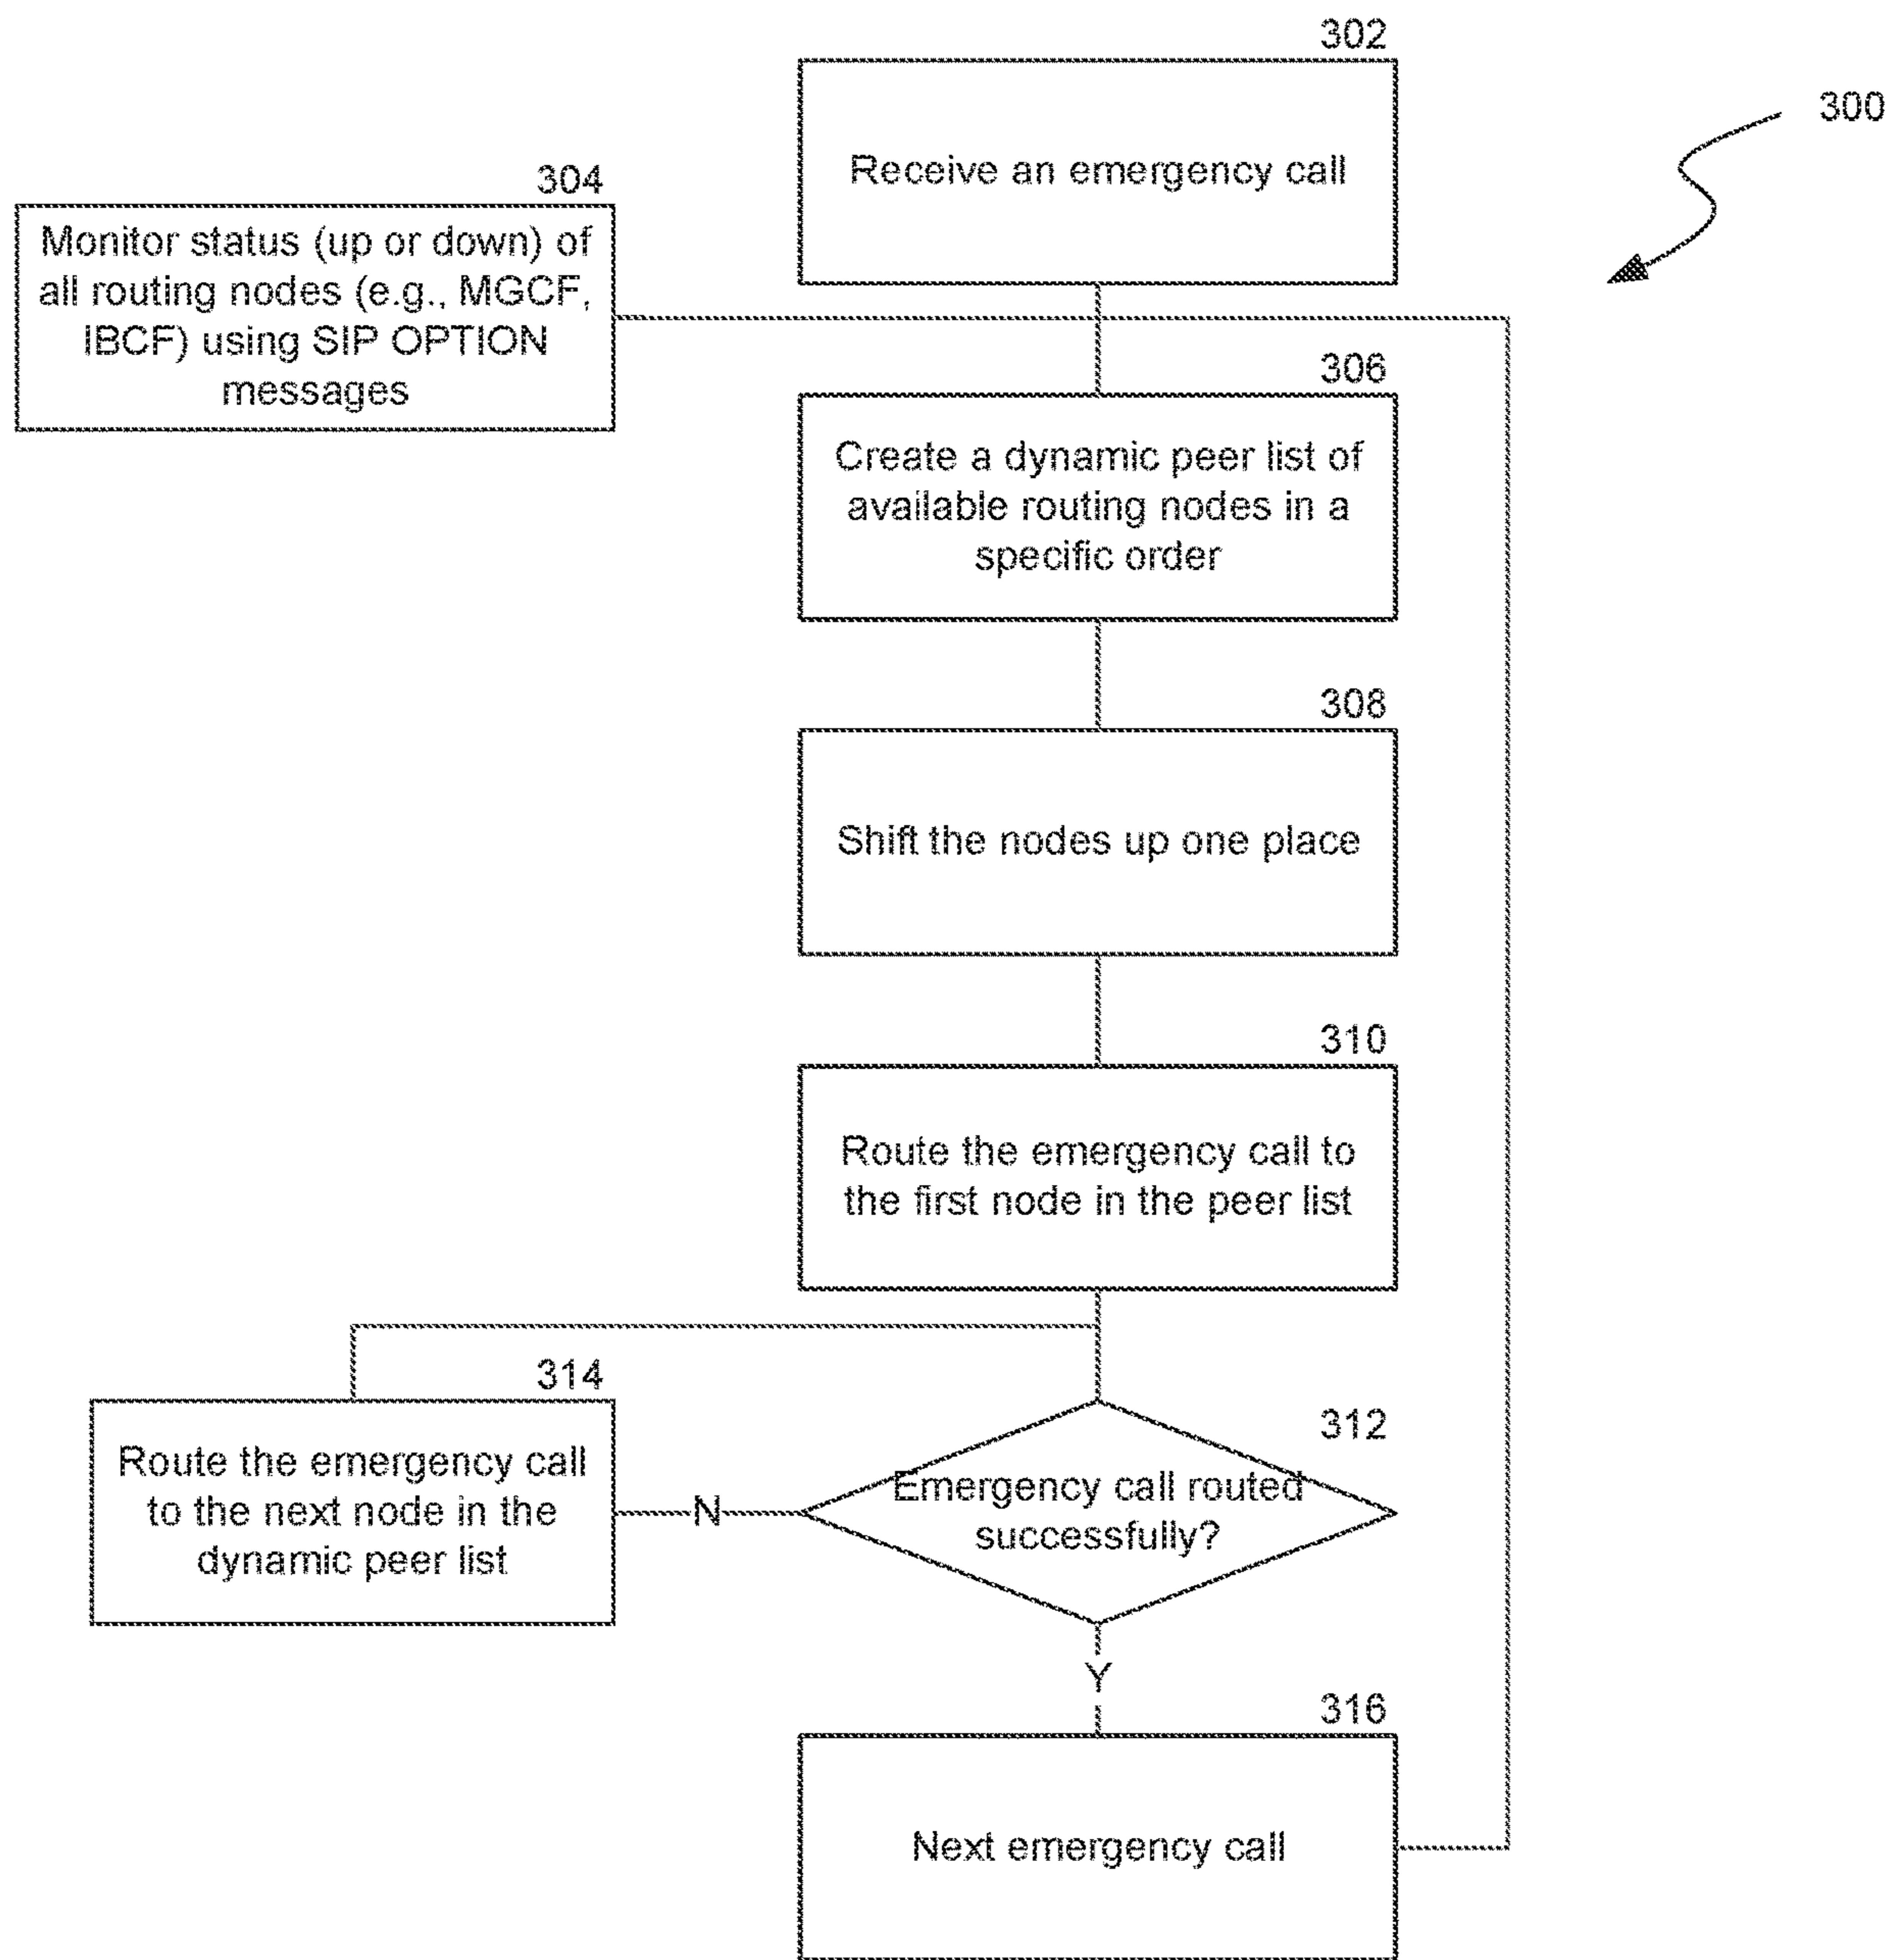 302
Receive an emergency call
300
304
Monitor status (up or down) of
all routing nodes (e.g., MGCF,
IBCF) using SIP OPTION
messages
306
Create a dynamic peer list of
available routing nodes in a
specific order
308
Shift the nodes up one place
310
Route the emergency call to
the first node in the peer list
314
Route the emergency call
to the next node in the
dynamic peer list
N
312
Emergency call routed
successfully?
Y
316
Next emergency call